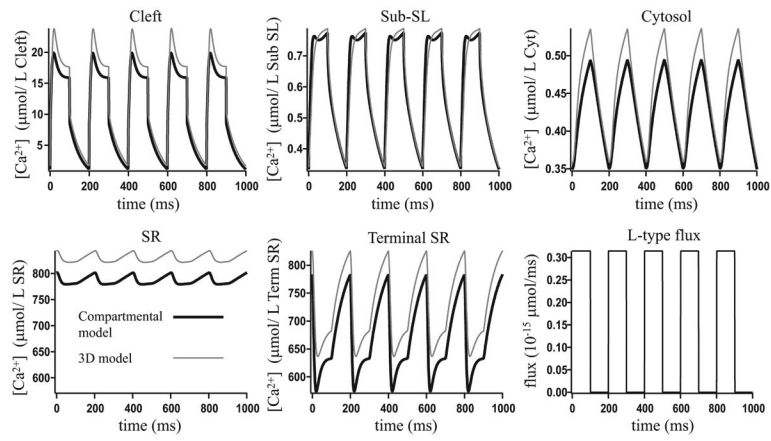 Cleft
[Ca²⁺] (μmol/ L Cleft)
20
15
10
5
0 200 400 600 800 1000
time (ms)
Sub-SL
[Ca²⁺] (μmol/ L Sub SL)
0.7
0.6
0.5
0.4
0 200 400 600 800 1000
time (ms)
Cytosol
[Ca²⁺] (μmol/ L Cyt)
0.50
0.45
0.40
0.35
0 200 400 600 800 1000
time (ms)
SR
[Ca²⁺] (μmol/ L SR)
800
750
700
650
600
Compartmental
model
3D model
0 200 400 600 800 1000
time (ms)
Terminal SR
[Ca²⁺] (μmol/ L Term SR)
800
750
700
650
600
0 200 400 600 800 1000
time (ms)
L-type flux
flux (10⁻¹⁵ μmol/ms)
0.30
0.25
0.20
0.15
0.10
0.05
0.00
0 200 400 600 800 1000
time (ms)